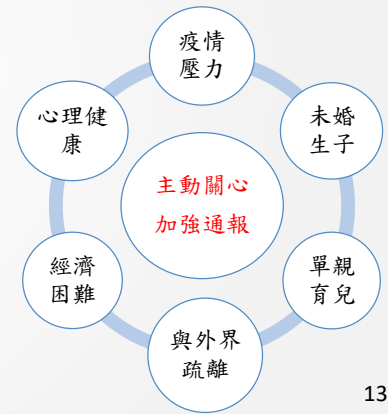 疫情
壓力
未婚
生子
單親
育兒
與外界
疏離
經濟
困難
心理健
康
主動關心
加強通報
13